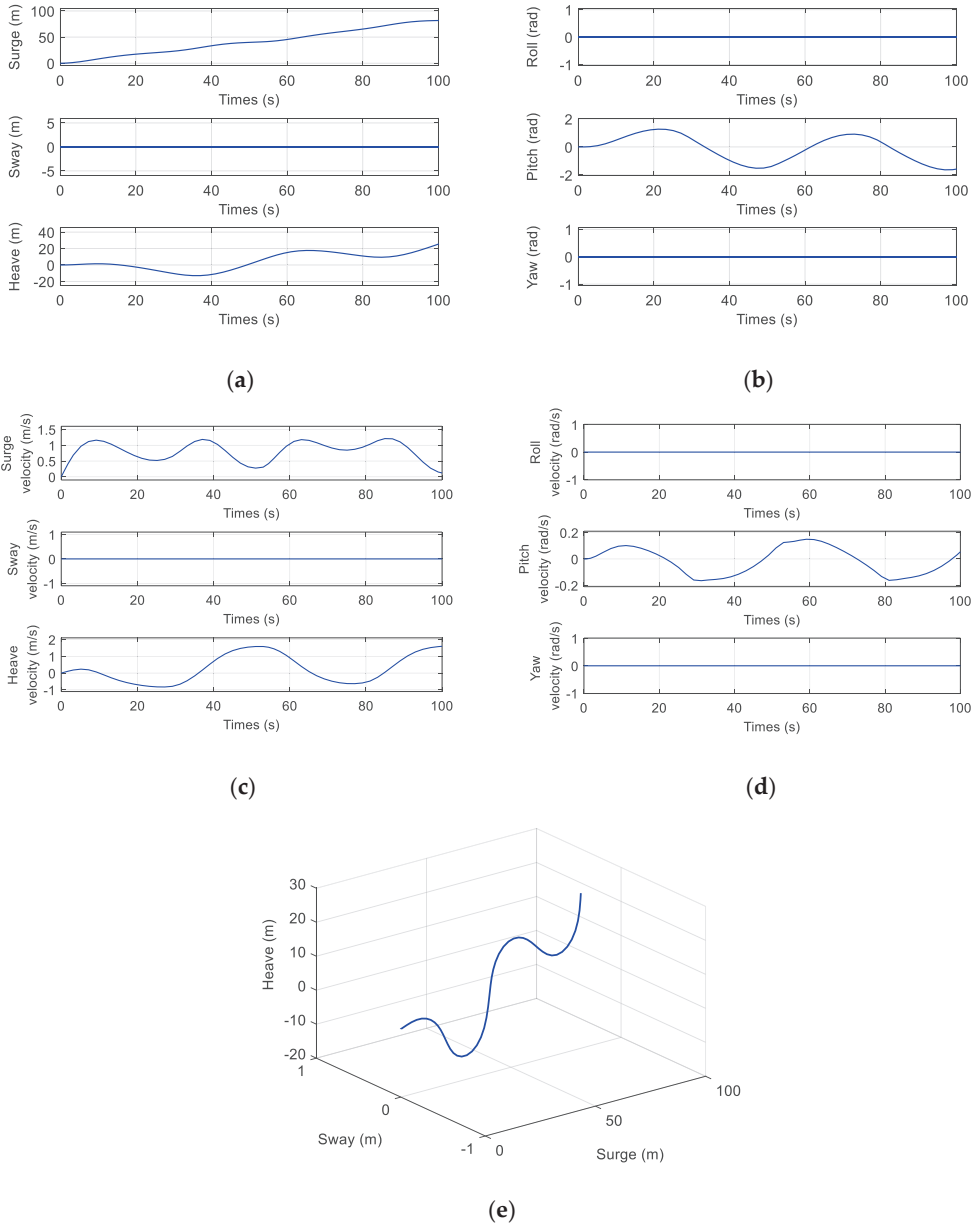 100
50
0
Surge (m)
0 20 40 60 80 100
Times (s)
5
0
-5
Sway (m)
0 20 40 60 80 100
Times (s)
40
20
0
-20
Heave (m)
0 20 40 60 80 100
Times (s)
(a)
1
0
-1
Roll (rad)
0 20 40 60 80 100
Times (s)
2
0
-2
Pitch (rad)
0 20 40 60 80 100
Times (s)
1
0
-1
Yaw (rad)
0 20 40 60 80 100
Times (s)
(b)
1.5
1
0.5
0
Surge
velocity (m/s)
0 20 40 60 80 100
Times (s)
1
0
-1
Sway
velocity (m/s)
0 20 40 60 80 100
Times (s)
2
1
0
-1
Heave
velocity (m/s)
0 20 40 60 80 100
Times (s)
(c)
1
0
-1
Roll
velocity (rad/s)
0 20 40 60 80 100
Times (s)
0.2
0
-0.2
Pitch
velocity (rad/s)
0 20 40 60 80 100
Times (s)
1
0
-1
Yaw
velocity (rad/s)
0 20 40 60 80 100
Times (s)
(d)
30
20
10
0
-10
-20
Heave (m)
1
0
-1
Sway (m)
0
50
100
Surge (m)
(e)